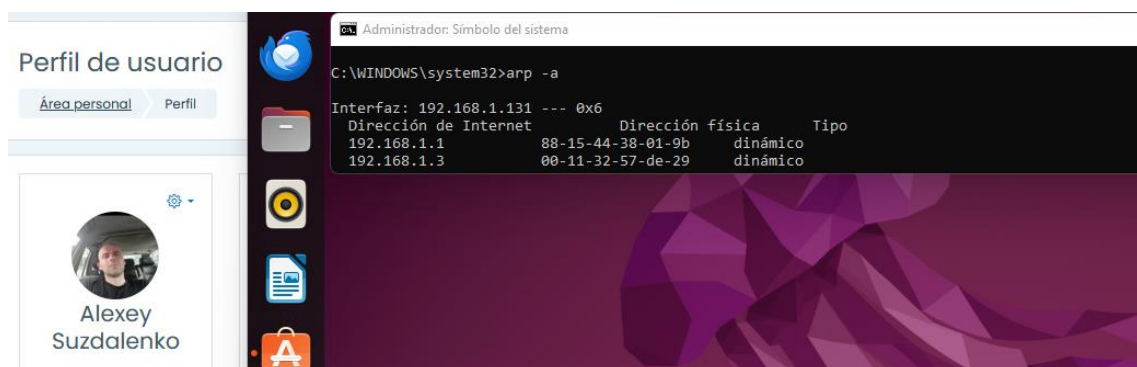 Perfil de usuario
Área personal Perfil
Alexey
Suzdalenko
Administrador: Símbolo del sistema
C:\WINDOWS\system32>arp -a
Interfaz: 192.168.1.131 --- 0x6
Dirección de Internet Dirección física Tipo
192.168.1.1 88-15-44-38-01-9b dinámico
192.168.1.3 00-11-32-57-de-29 dinámico